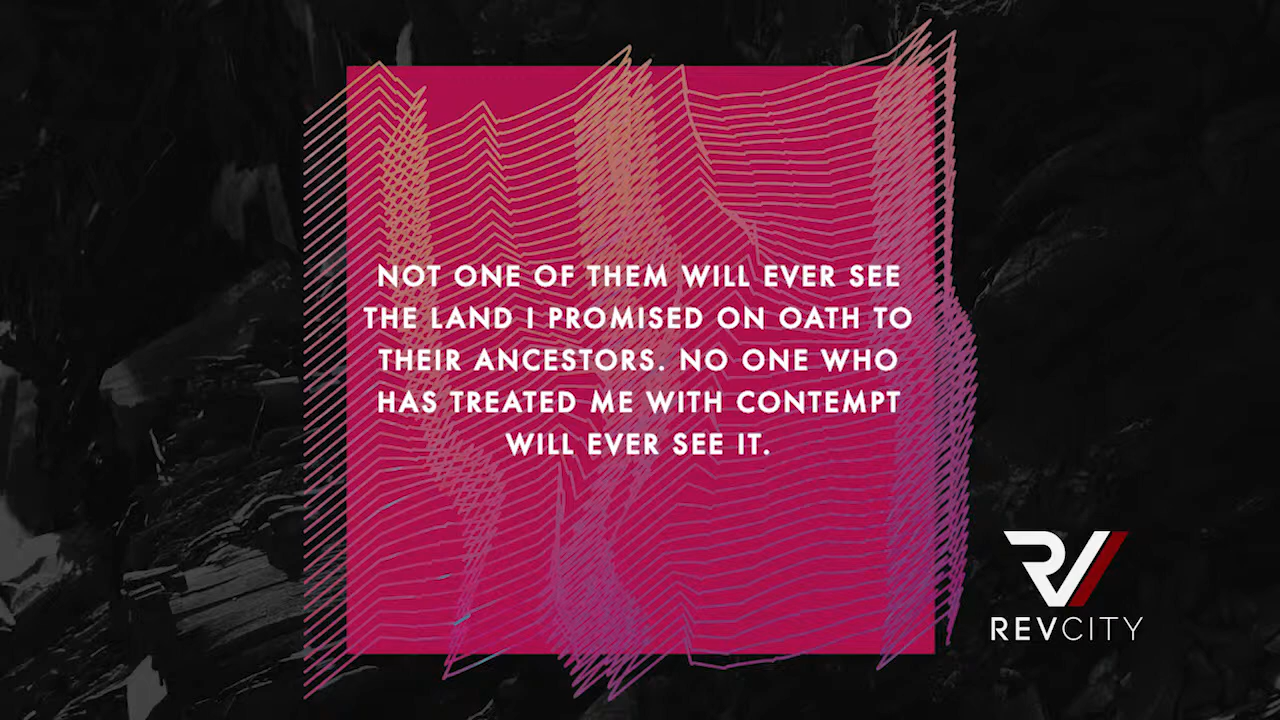 NOT ONE OF THEM WILL EVER SEE
THE LAND I PROMISED ON OATH TO
THEIR ANCESTORS. NO ONE WHO
HAS TREATED ME WITH CONTEMPT
WILL EVER SEE IT.
RV
REVCITY